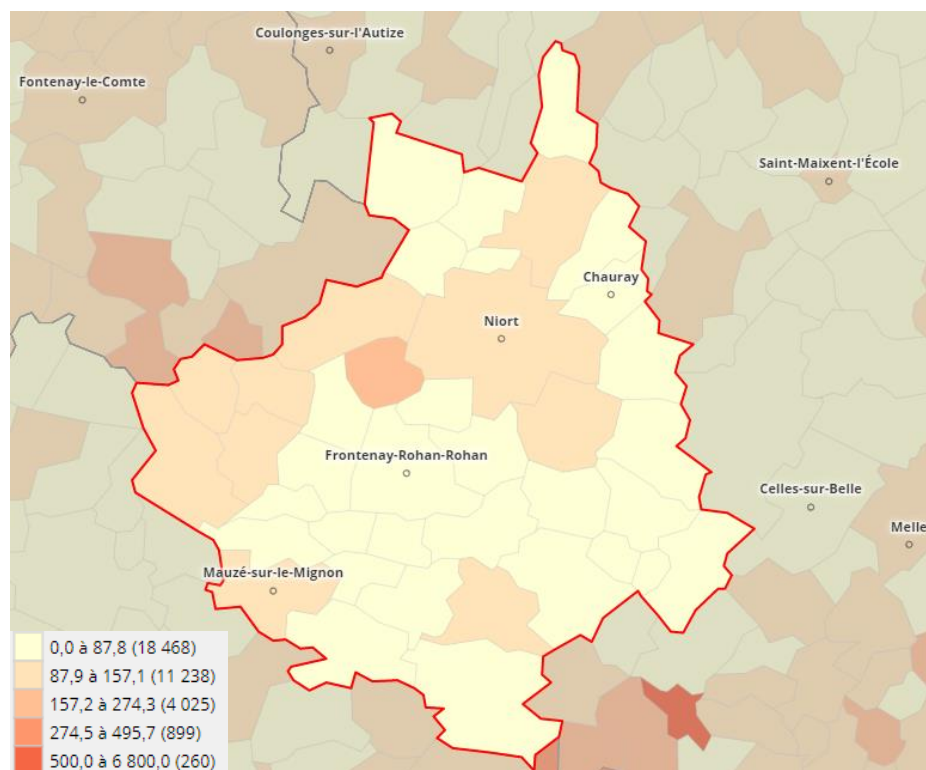 Coulonges-sur-l'Autize
Fontenay-le-Comte
Saint-Maixent-l'École
Chauray
Niort
Frontenay-Rohan-Rohan
Celles-sur-Belle
Melle
Mauzé-sur-le-Mignon
0,0 à 87,8 (18 468)
87,9 à 157,1 (11 238)
157,2 à 274,3 (4 025)
274,5 à 495,7 (899)
500,0 à 6 800,0 (260)